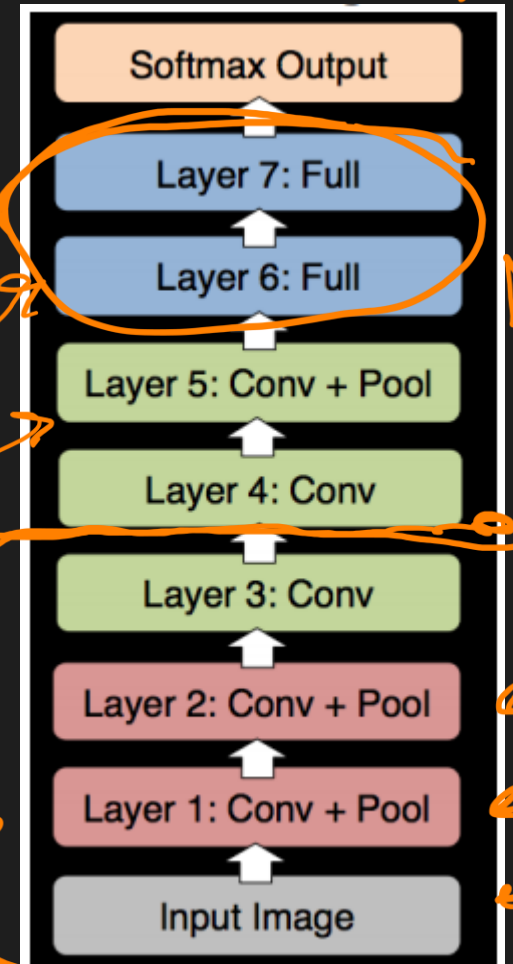 Softmax Output
Layer 7: Full
Layer 6: Full
Layer 5: Conv + Pool
Layer 4: Conv
Layer 3: Conv
Layer 2: Conv + Pool
Layer 1: Conv + Pool
Input Image